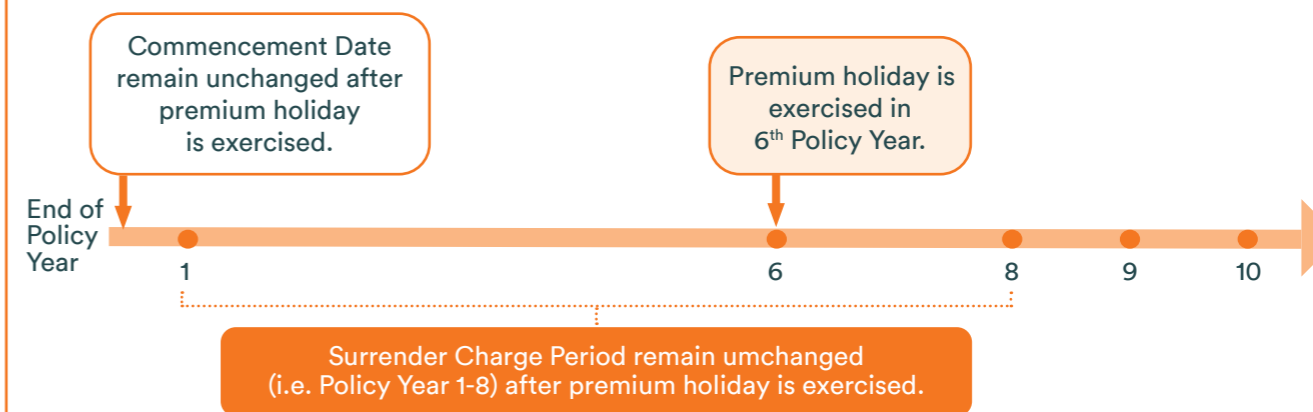 Commencement Date
remain unchanged after
premium holiday
is exercised.
Premium holiday is
exercised in
6th Policy Year.
End of
Policy
Year
1
6
8
9
10
Surrender Charge Period remain umchanged
(i.e. Policy Year 1-8) after premium holiday is exercised.